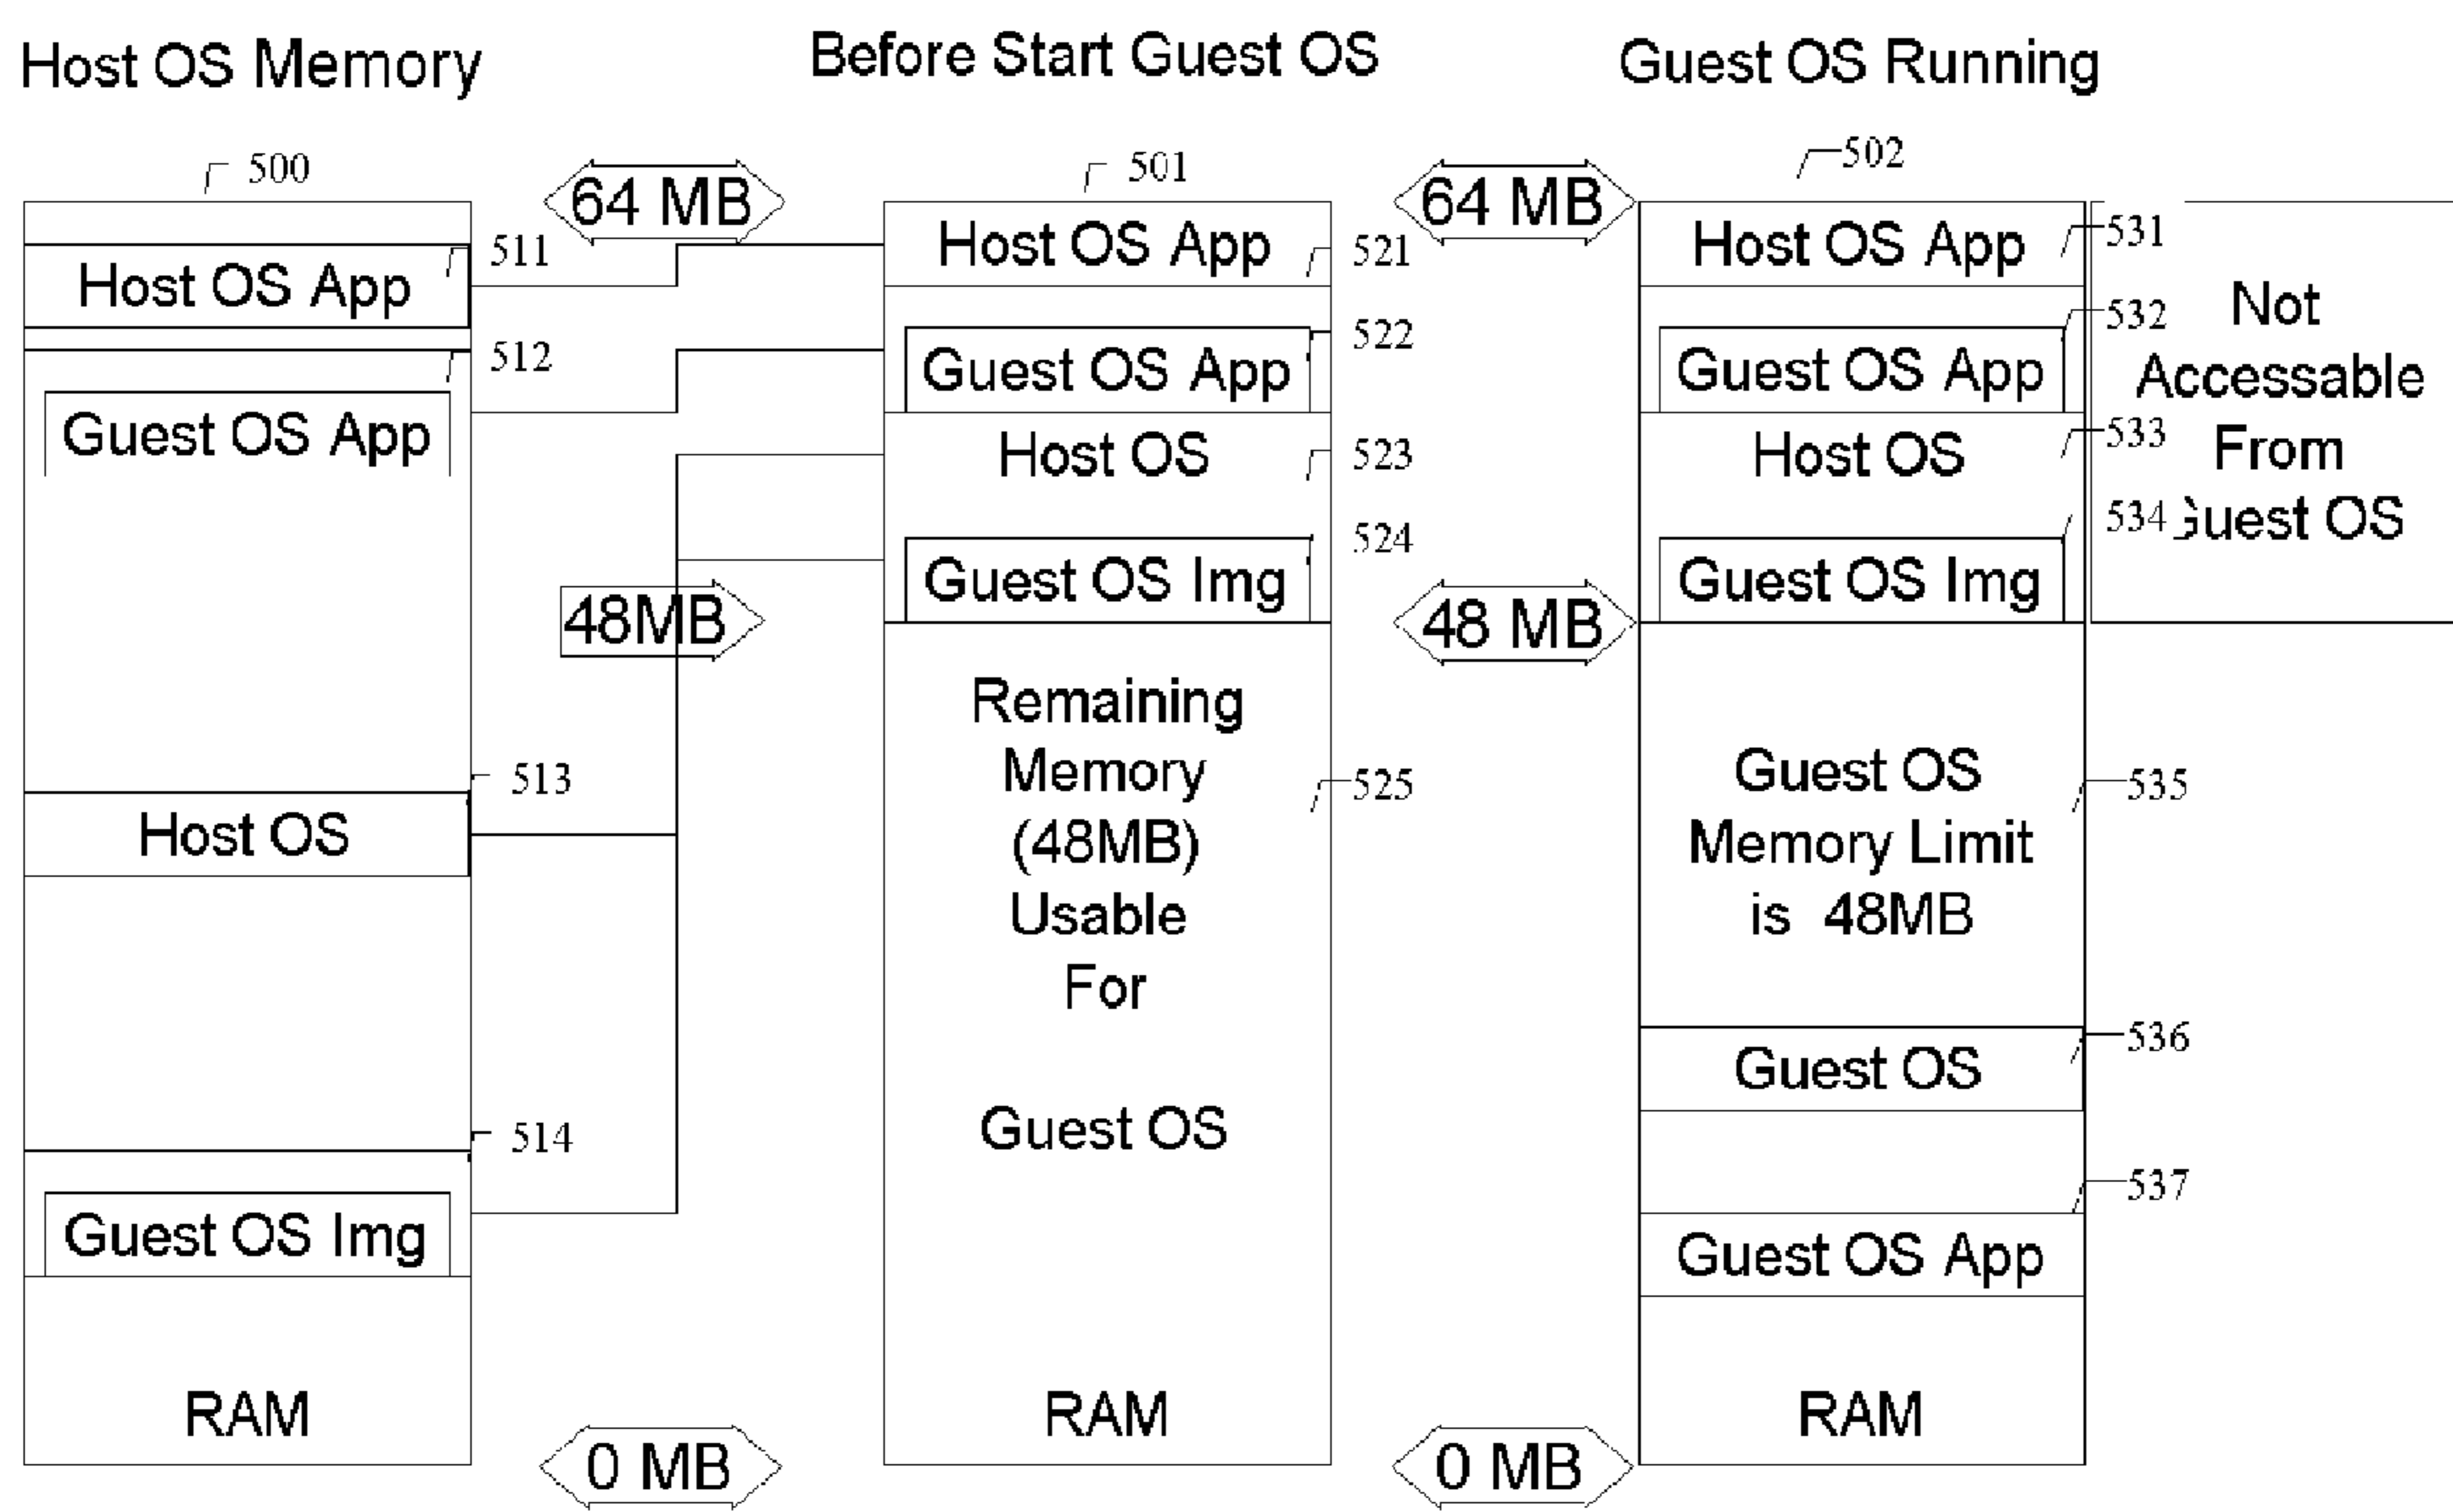 Host OS Memory
Before Start Guest OS
Guest OS Running
500
64 MB
501
64 MB
502
Host OS App
511
512
Guest OS App
48MB
513
Host OS
514
Guest OS Img
RAM
0 MB
Host OS App
521
522
Guest OS App
Host OS
523
524
Guest OS Img
48 MB
Remaining
Memory
(48MB)
Usable
For
Guest OS
525
RAM
0 MB
Host OS App
531
532
Guest OS App
Host OS
533
534
Guest OS Img
Not
Accessable
From
Guest OS
Guest OS
Memory Limit
is 48MB
535
536
Guest OS
537
Guest OS App
RAM